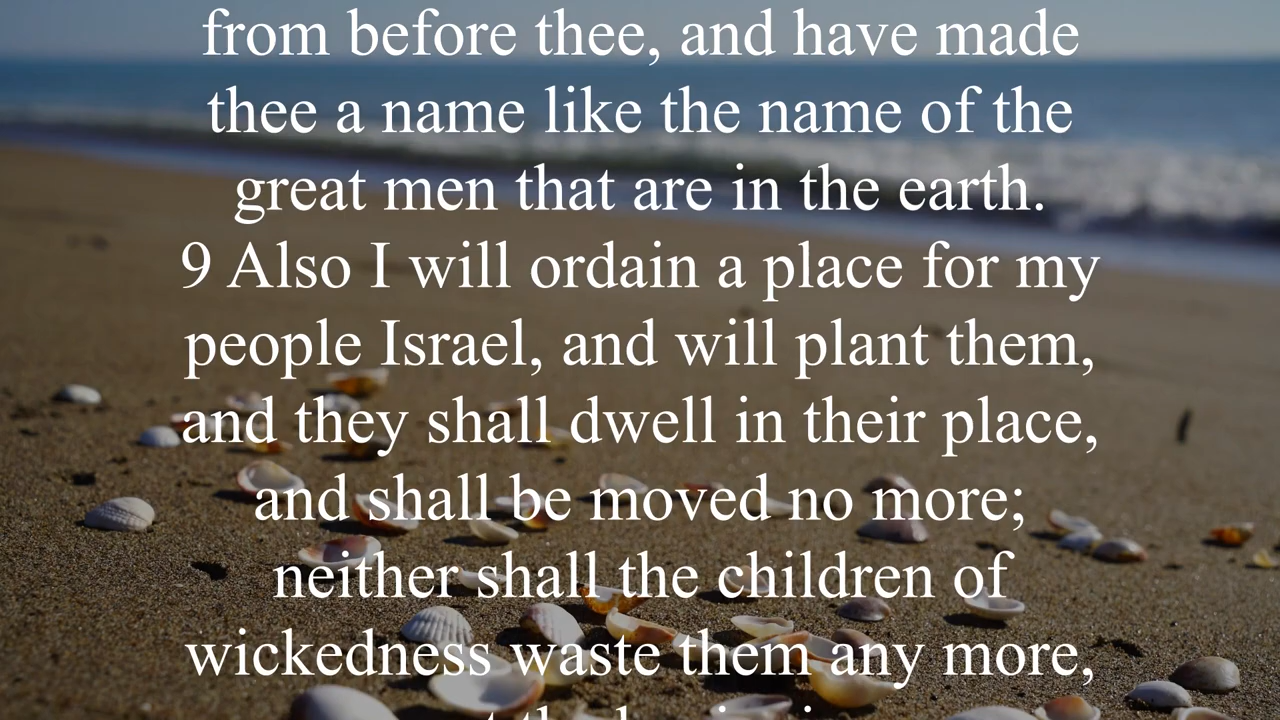 from before thee, and have made
thee a name like the name of the
great men that are in the earth.
9 Also I will ordain a place for my
people Israel, and will plant them,
and they shall dwell in their place,
and shall be moved no more;
neither shall the children of
wickedness waste them any more,